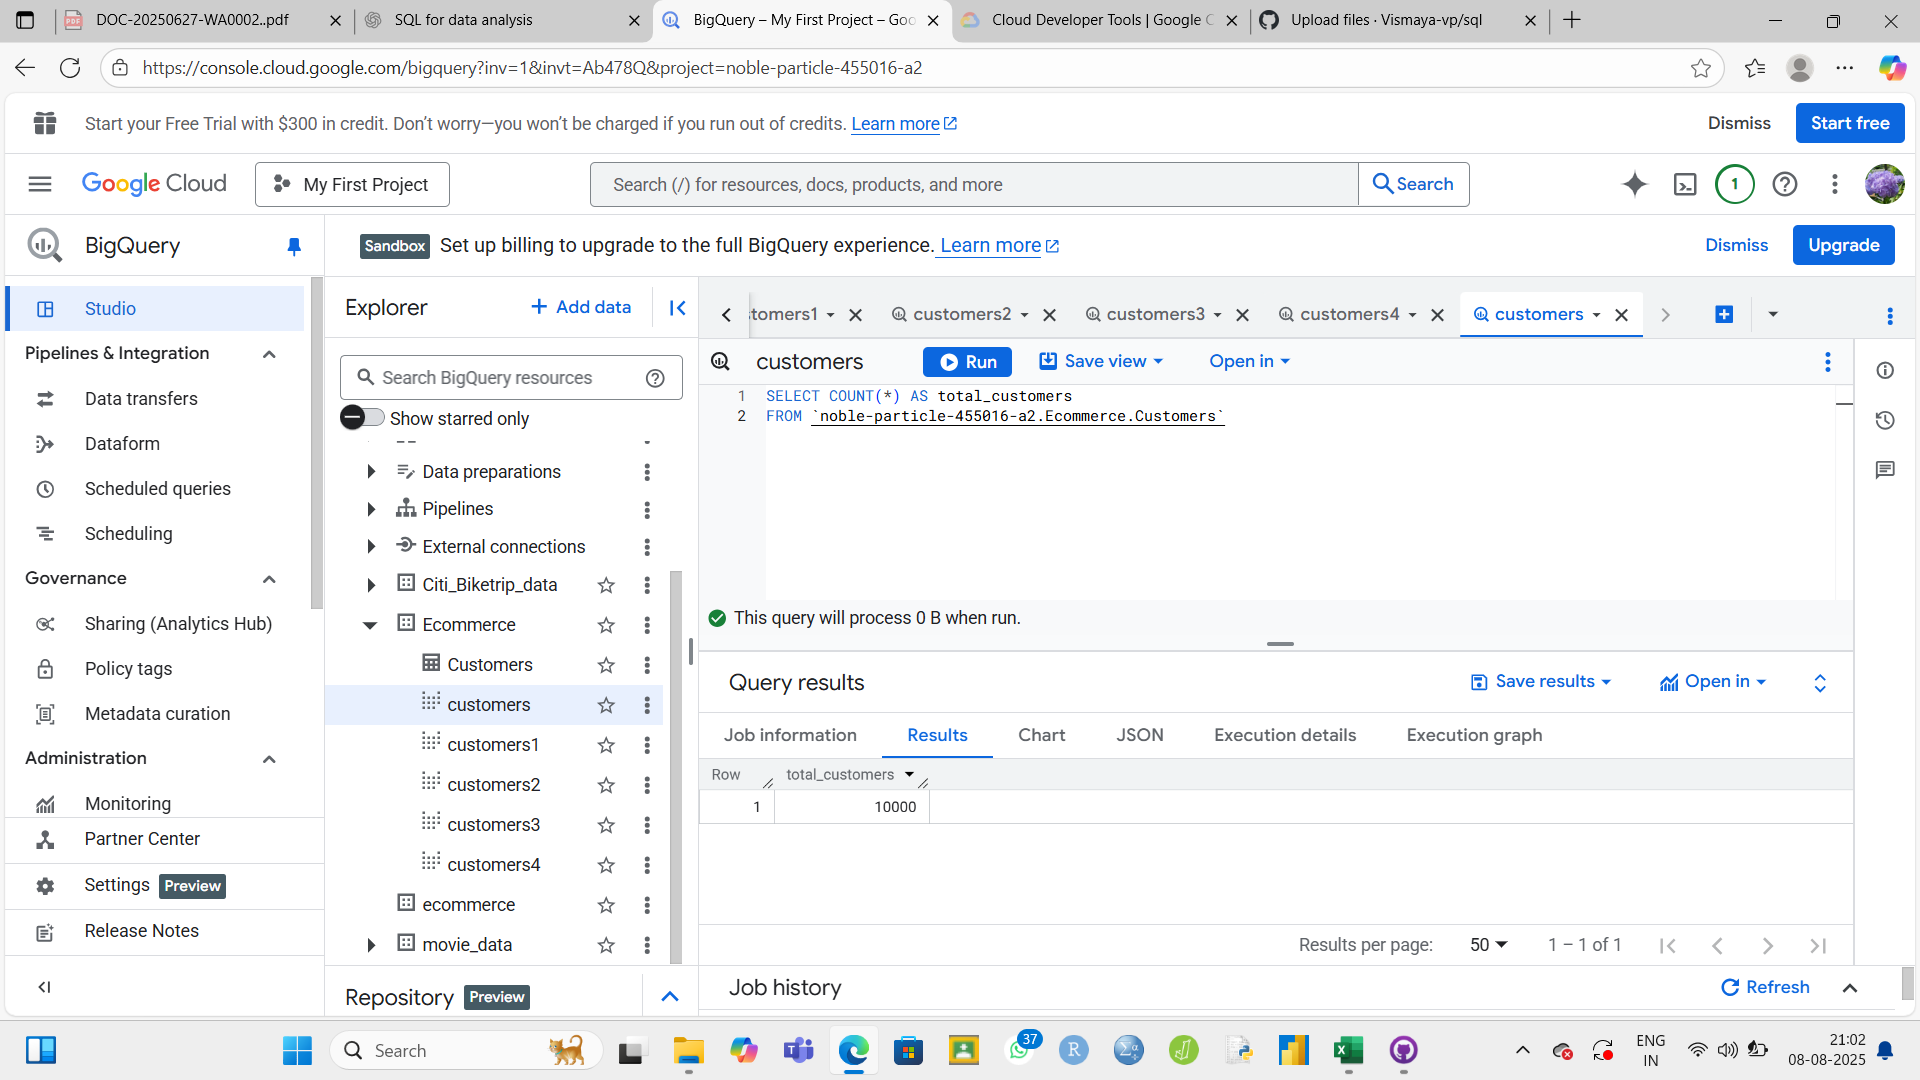 DOC-20250627-WA0002..pdf
SQL for data analysis
BigQuery – My First Project – Goo
Cloud Developer Tools | Google C
Upload files · Vismaya-vp/sql
https://console.cloud.google.com/bigquery?inv=1&invt=Ab478Q&project=noble-particle-455016-a2
Start your Free Trial with $300 in credit. Don’t worry—you won’t be charged if you run out of credits. Learn more
Dismiss
Start free
Google Cloud
My First Project
Search (/) for resources, docs, products, and more
Search
1
BigQuery
Sandbox Set up billing to upgrade to the full BigQuery experience. Learn more
Dismiss
Upgrade
Studio
Pipelines & Integration
Data transfers
Dataform
Scheduled queries
Scheduling
Governance
Sharing (Analytics Hub)
Policy tags
Metadata curation
Administration
Monitoring
Partner Center
Settings Preview
Release Notes
Explorer
+ Add data
Search BigQuery resources
Show starred only
Data preparations
Pipelines
External connections
Citi_Biketrip_data
Ecommerce
Customers
customers
customers1
customers2
customers3
customers4
ecommerce
movie_data
Repository Preview
tomers1
customers2
customers3
customers4
customers
customers
Run
Save view
Open in
1 SELECT COUNT(*) AS total_customers
2 FROM `noble-particle-455016-a2.Ecommerce.Customers`
This query will process 0 B when run.
Query results
Save results
Open in
Job information
Results
Chart
JSON
Execution details
Execution graph
Row total_customers
1 10000
Results per page: 50 1 – 1 of 1
Job history
Refresh
Search
37
ENG
IN
21:02
08-08-2025